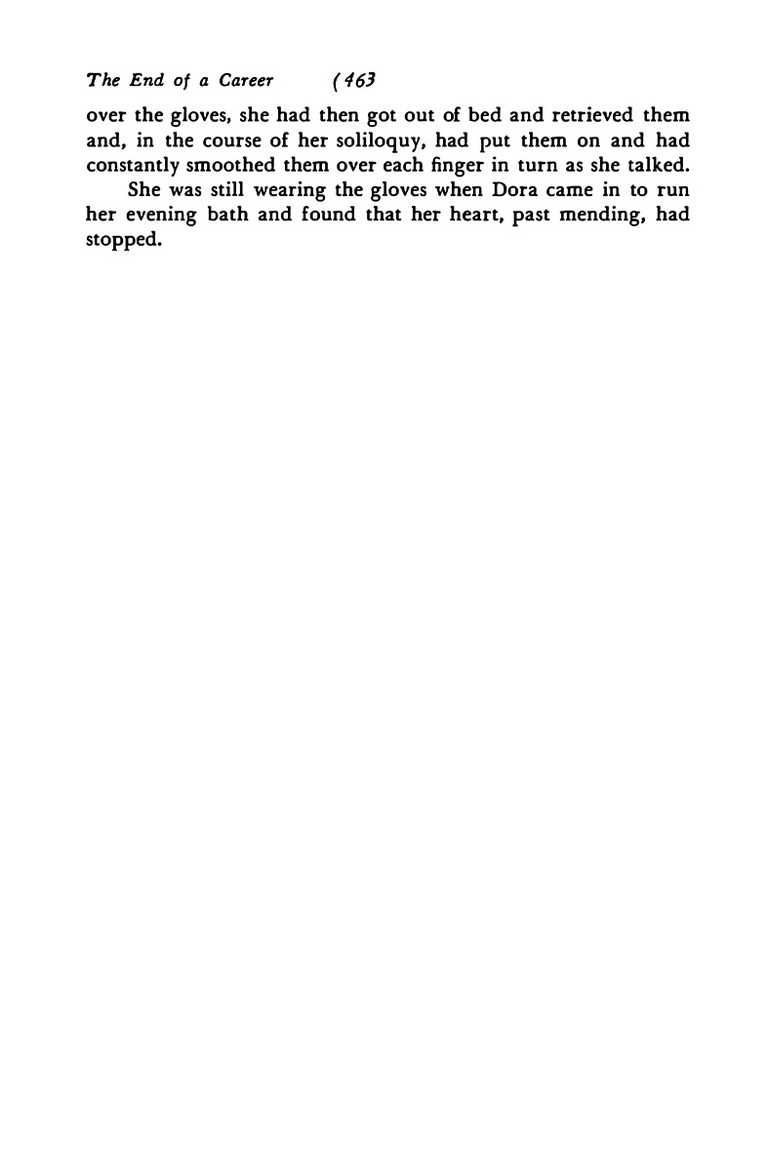 The End of a Career (463
over the gloves, she had then got out of bed and retrieved them
and, in the course of her soliloquy, had put them on and had
constantly smoothed them over each finger in turn as she talked.
She was still wearing the gloves when Dora came in to run
her evening bath and found that her heart, past mending, had
stopped.